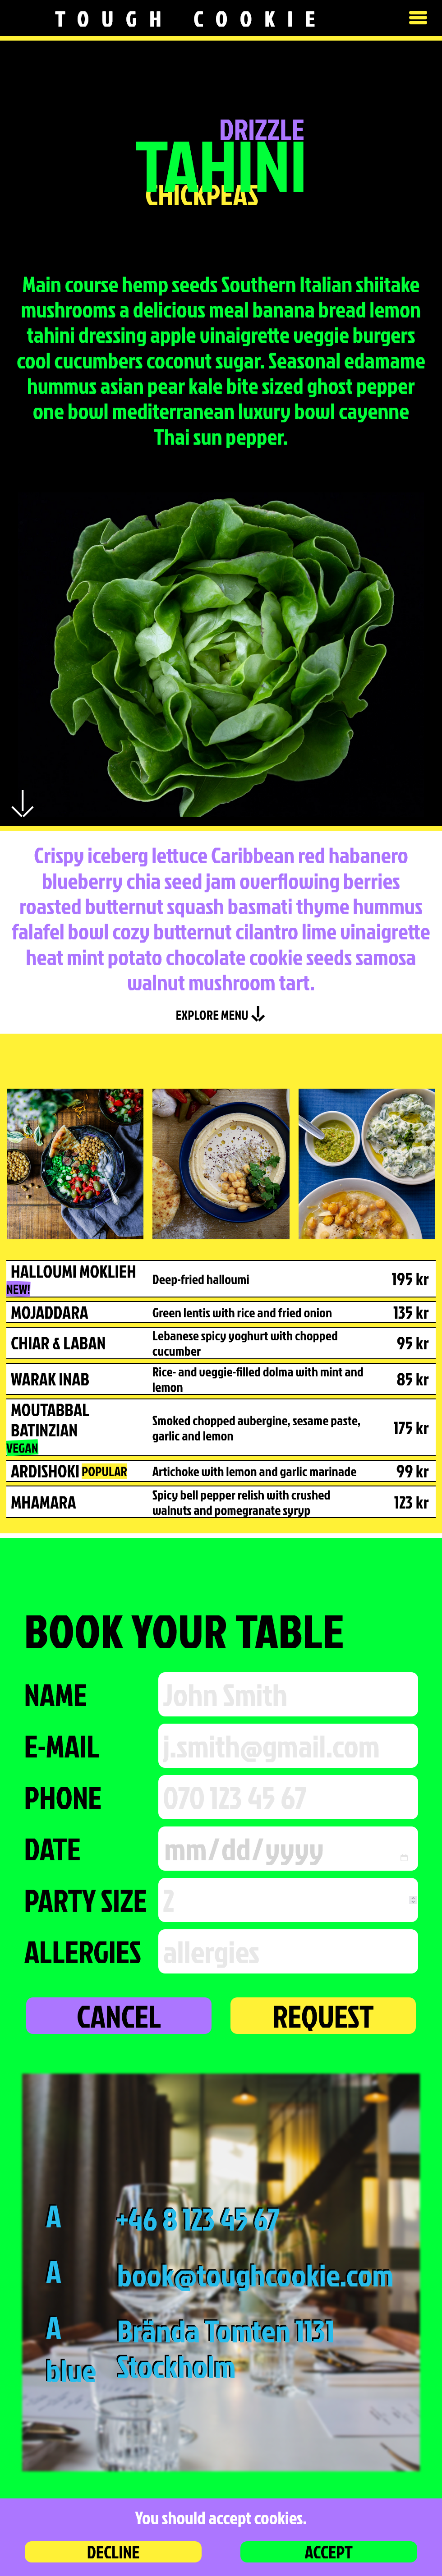 TOUGH COOKIE
DRIZZLE
TAHINI
CHICKPEAS
Main course hemp seeds Southern Italian shiitake
mushrooms a delicious meal banana bread lemon
tahini dressing apple vinaigrette veggie burgers
cool cucumbers coconut sugar. Seasonal edamame
hummus asian pear kale bite sized ghost pepper
one bowl mediterranean luxury bowl cayenne
Thai sun pepper.
Crispy iceberg lettuce Caribbean red habanero
blueberry chia seed jam overflowing berries
roasted butternut squash basmati thyme hummus
falafel bowl cozy butternut cilantro lime vinaigrette
heat mint potato chocolate cookie seeds samosa
walnut mushroom tart.
EXPLORE MENU
HALLOUMI MOKLIEH
NEW!
Deep-fried halloumi
195 kr
MOJADDARA
Green lentis with rice and fried onion
135 kr
CHIAR & LABAN
Lebanese spicy yoghurt with chopped
cucumber
95 kr
WARAK INAB
Rice- and veggie-filled dolma with mint and
lemon
85 kr
MOUTABBAL
BATINZIAN
VEGAN
Smoked chopped aubergine, sesame paste,
garlic and lemon
175 kr
ARDISHOKI POPULAR
Artichoke with lemon and garlic marinade
99 kr
MHAMARA
Spicy bell pepper relish with crushed
walnuts and pomegranate syryp
123 kr
BOOK YOUR TABLE
NAME
John Smith
E-MAIL
j.smith@gmail.com
PHONE
070 123 45 67
DATE
mm/dd/yyyy
PARTY SIZE
2
ALLERGIES
allergies
CANCEL
REQUEST
A
+46 8 123 45 67
A
book@toughcookie.com
A
Brända Tomten 1131
blue
Stockholm
You should accept cookies.
DECLINE
ACCEPT